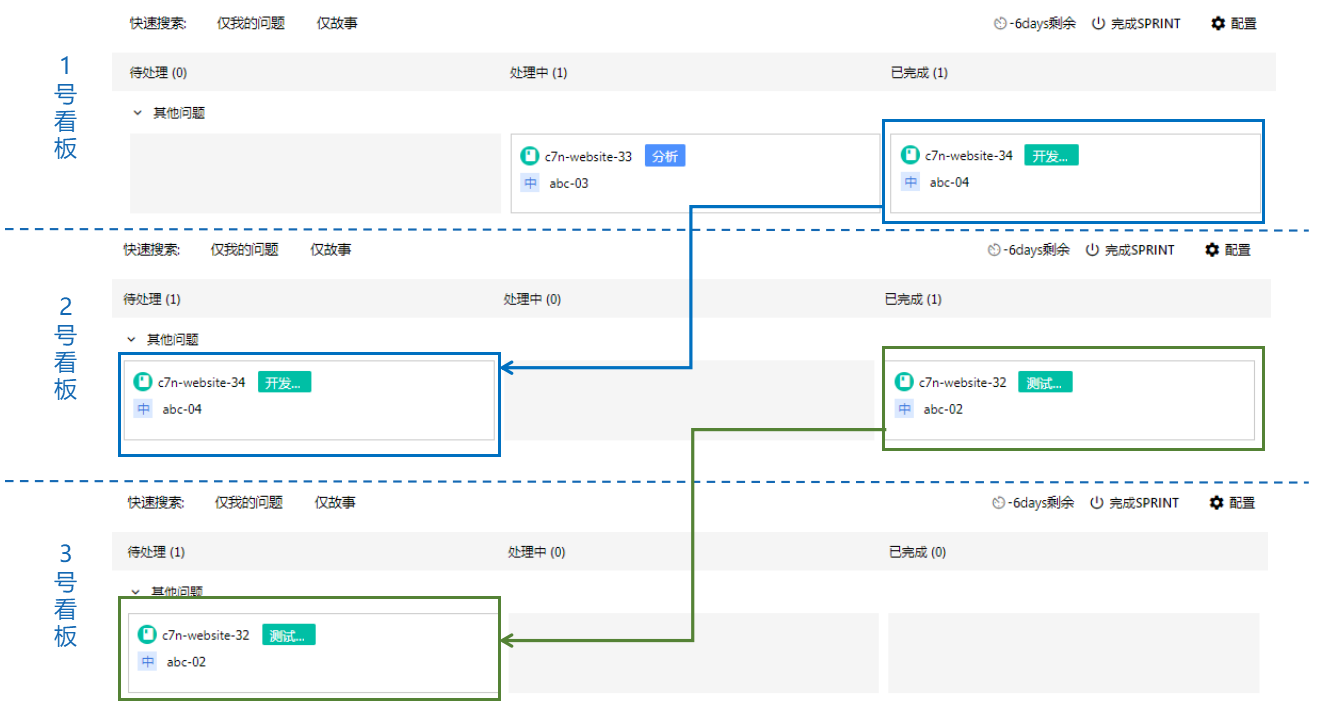 快速搜索: 仅我的问题 仅故事 -6days剩余 完成SPRINT 配置
1号看板
待处理 (0) 处理中 (1) 已完成 (1)
其他问题
c7n-website-33 分析 c7n-website-34 开发...
中 abc-03 中 abc-04
快速搜索: 仅我的问题 仅故事 -6days剩余 完成SPRINT 配置
2号看板
待处理 (1) 处理中 (0) 已完成 (1)
其他问题
c7n-website-34 开发... c7n-website-32 测试...
中 abc-04 中 abc-02
快速搜索: 仅我的问题 仅故事 -6days剩余 完成SPRINT 配置
3号看板
待处理 (1) 处理中 (0) 已完成 (0)
其他问题
c7n-website-32 测试...
中 abc-02